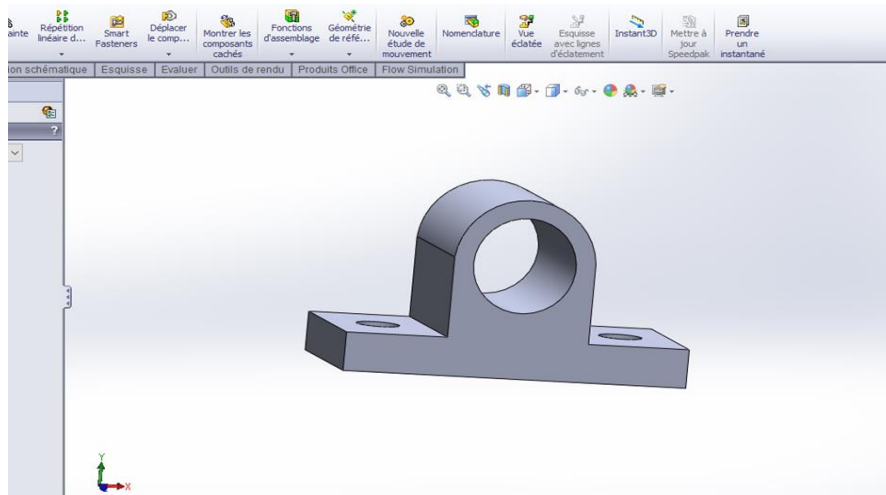 ainte
Répétition
linéaire d...
Smart
Fasteners
Déplacer
le comp...
Montrer les
composants
cachés
Fonctions
d'assemblage
Géométrie
de réfé...
Nouvelle
étude de
mouvement
Nomenclature
Vue
éclatée
Esquisse
avec lignes
d'éclatement
Instant3D
Mettre à
jour
Speedpak
Prendre
un
instantané
ion schématique Esquisse Evaluer Outils de rendu Produits Office Flow Simulation
?
Y
X